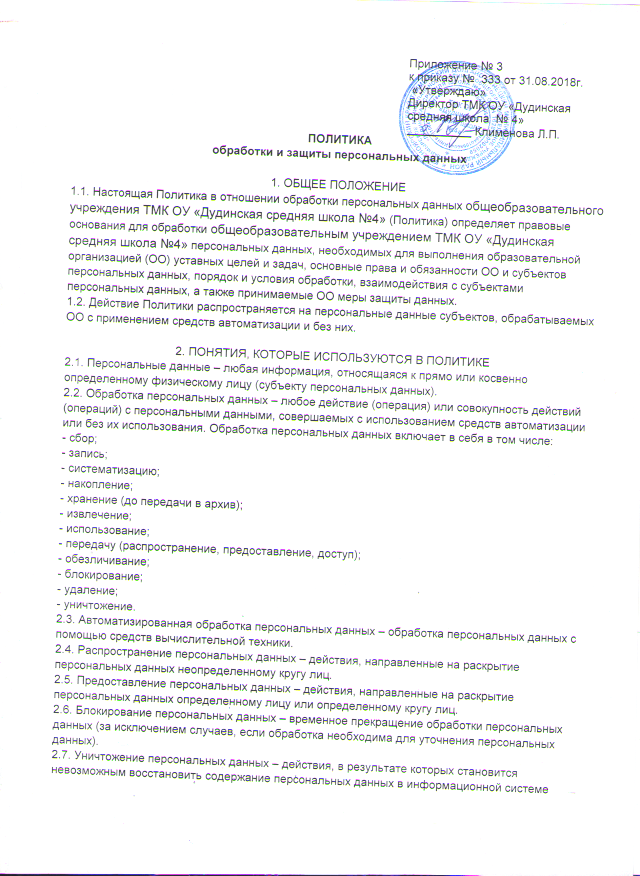 Приложение № 3
к приказу № 333 от 31.08.2018г.
«Утверждаю»
Директор ТМК ОУ «Дудинская
средняя школа № 4»
Клименова Л.П.
ПОЛИТИКА
обработки и защиты персональных данных
1. ОБЩЕЕ ПОЛОЖЕНИЕ
1.1. Настоящая Политика в отношении обработки персональных данных общеобразовательного
учреждения ТМК ОУ «Дудинская средняя школа №4» (Политика) определяет правовые
основания для обработки общеобразовательным учреждением ТМК ОУ «Дудинская
средняя школа №4» персональных данных, необходимых для выполнения образовательной
организацией (ОО) уставных целей и задач, основные права и обязанности ОО и субъектов
персональных данных, порядок и условия обработки, взаимодействия с субъектами
персональных данных, а также принимаемые ОО меры защиты данных.
1.2. Действие Политики распространяется на персональные данные субъектов, обрабатываемых
ОО с применением средств автоматизации и без них.
2. ПОНЯТИЯ, КОТОРЫЕ ИСПОЛЬЗУЮТСЯ В ПОЛИТИКЕ
2.1. Персональные данные – любая информация, относящаяся к прямо или косвенно
определенному физическому лицу (субъекту персональных данных).
2.2. Обработка персональных данных – любое действие (операция) или совокупность действий
(операций) с персональными данными, совершаемых с использованием средств автоматизации
или без их использования. Обработка персональных данных включает в себя в том числе:
- сбор;
- запись;
- систематизацию;
- накопление;
- хранение (до передачи в архив);
- извлечение;
- использование;
- передачу (распространение, предоставление, доступ);
- обезличивание;
- блокирование;
- удаление;
- уничтожение.
2.3. Автоматизированная обработка персональных данных – обработка персональных данных с
помощью средств вычислительной техники.
2.4. Распространение персональных данных – действия, направленные на раскрытие
персональных данных неопределенному кругу лиц.
2.5. Предоставление персональных данных – действия, направленные на раскрытие
персональных данных определенному лицу или определенному кругу лиц.
2.6. Блокирование персональных данных – временное прекращение обработки персональных
данных (за исключением случаев, если обработка необходима для уточнения персональных
данных).
2.7. Уничтожение персональных данных – действия, в результате которых становится
невозможным восстановить содержание персональных данных в информационной системе